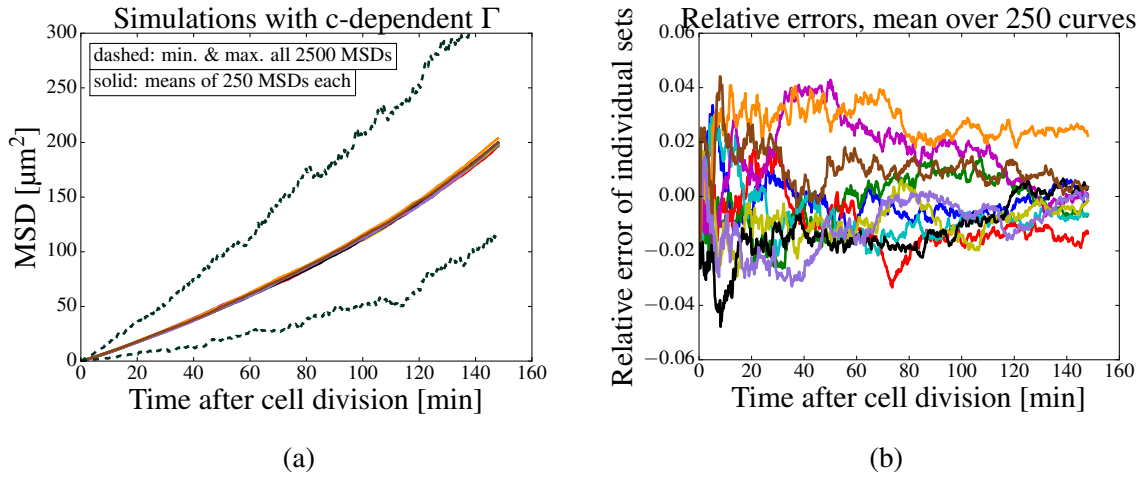 Simulations with c-dependent Γ
300
250
200
150
100
50
0
MSD [µm²]
dashed: min. & max. all 2500 MSDs
solid: means of 250 MSDs each
0 20 40 60 80 100 120 140 160
Time after cell division [min]
(a)
Relative errors, mean over 250 curves
0.06
0.04
0.02
0.00
−0.02
−0.04
−0.06
Relative error of individual sets
0 20 40 60 80 100 120 140 160
Time after cell division [min]
(b)